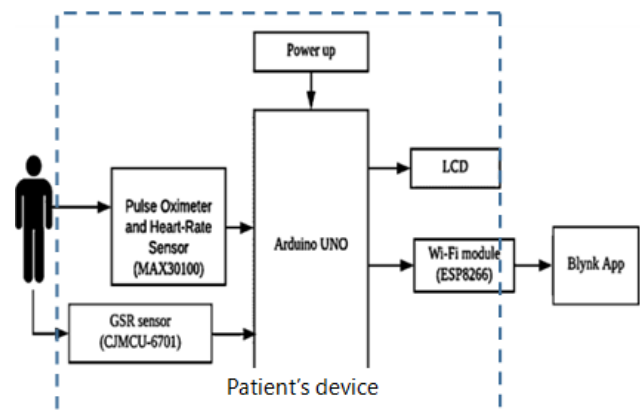 Power up
LCD
Pulse Oximeter
and Heart-Rate
Sensor
(MAX30100)
Arduino UNO
Wi-Fi module
(ESP8266)
Blynk App
GSR sensor
(CJMCU-6701)
Patient’s device